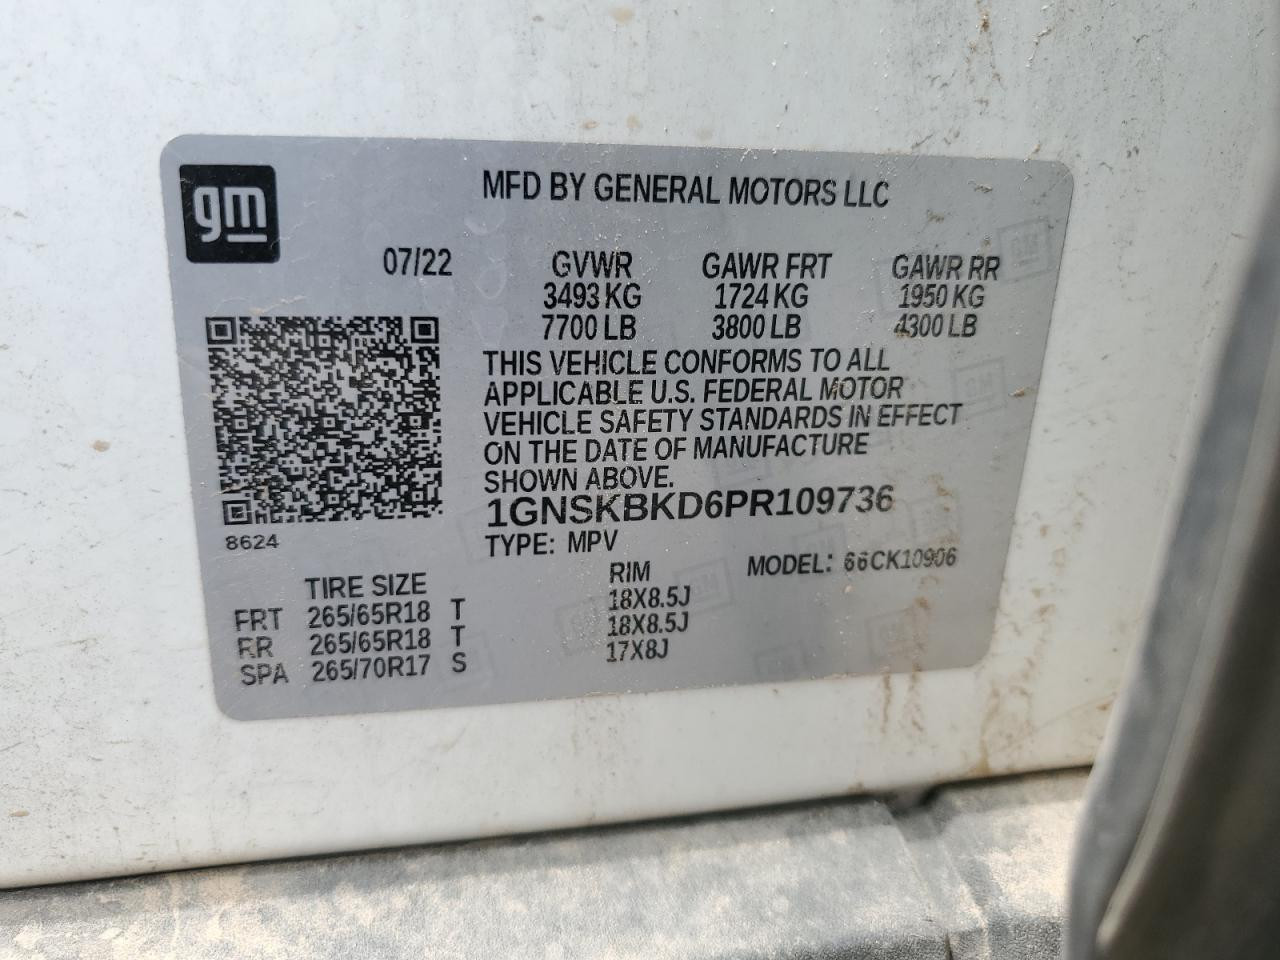 gm
MFD BY GENERAL MOTORS LLC
07/22 GVWR GAWR FRT GAWR RR
3493 KG 1724 KG 1950 KG
7700 LB 3800 LB 4300 LB
THIS VEHICLE CONFORMS TO ALL
APPLICABLE U.S. FEDERAL MOTOR
VEHICLE SAFETY STANDARDS IN EFFECT
ON THE DATE OF MANUFACTURE
SHOWN ABOVE.
1GNSKBKD6PR109736
8624
TYPE: MPV MODEL: 66CK10906
TIRE SIZE RIM
FRT 265/65R18 T 18X8.5J
RR 265/65R18 T 18X8.5J
SPA 265/70R17 S 17X8J